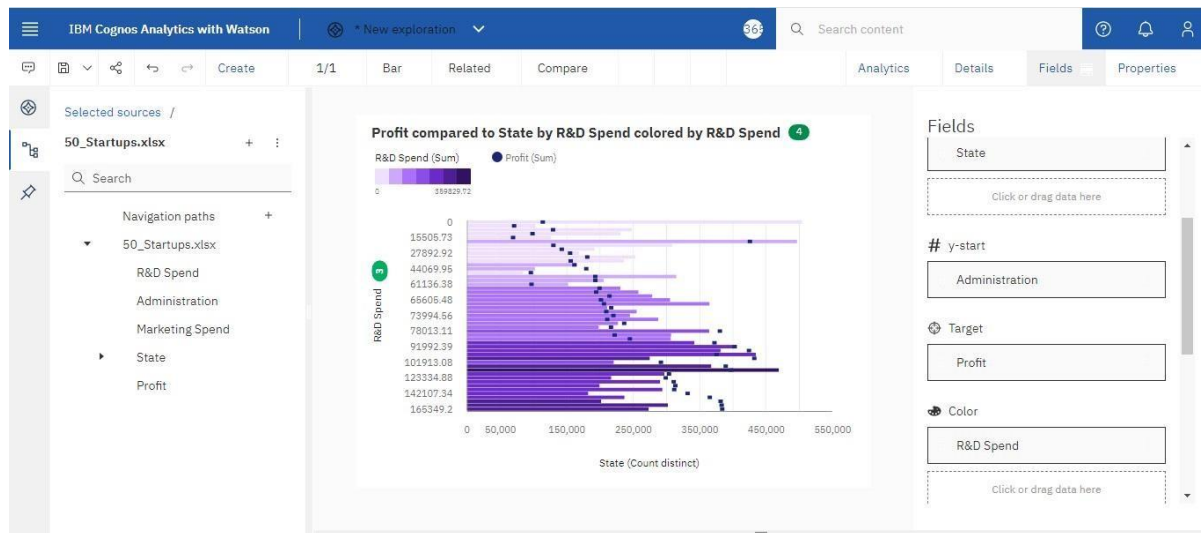 IBM Cognos Analytics with Watson
* New exploration
Search content
Create
1/1
Bar
Related
Compare
Analytics
Details
Fields
Properties
Selected sources /
50_Startups.xlsx
Search
Navigation paths
50_Startups.xlsx
R&D Spend
Administration
Marketing Spend
State
Profit
Profit compared to State by R&D Spend colored by R&D Spend 4
R&D Spend (Sum)
Profit (Sum)
0
R&D Spend 3
0
15505.73
27892.92
44069.95
61136.38
66605.48
73994.56
78013.11
91992.39
101913.08
123334.88
142107.34
165349.2
0 50,000 150,000 250,000 350,000 450,000 550,000
State (Count distinct)
Fields
State
Click or drag data here
# y-start
Administration
Target
Profit
Color
R&D Spend
Click or drag data here